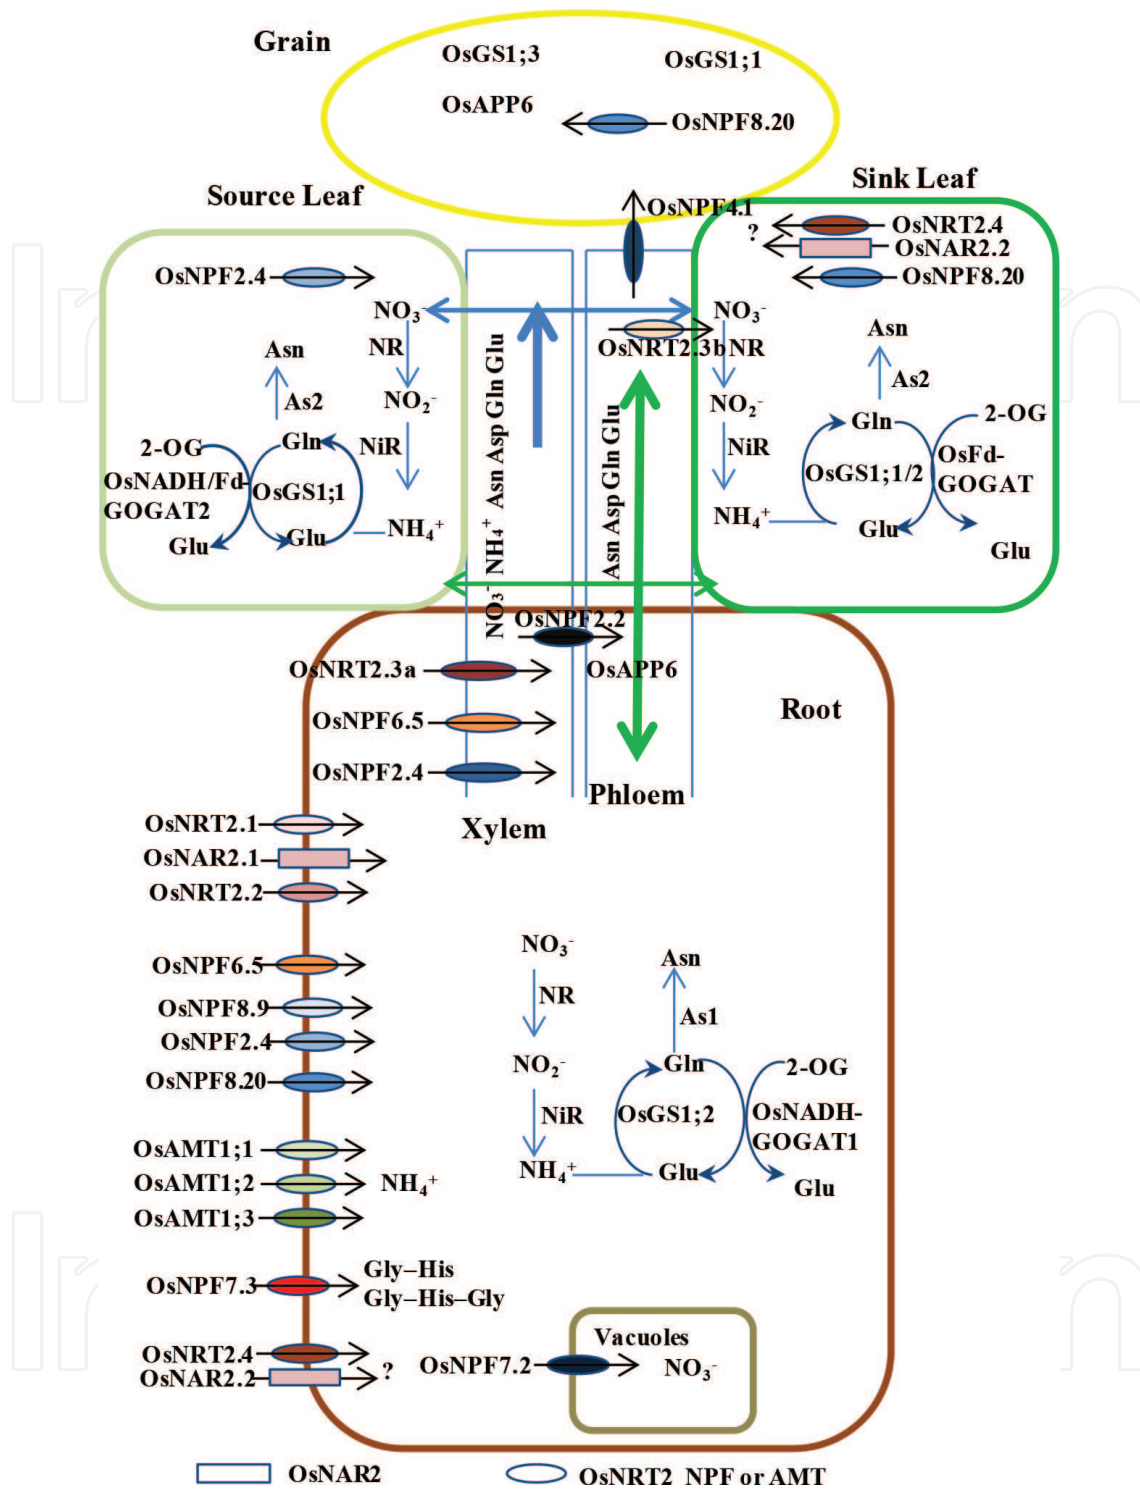 Grain
OsGS1;3
OsGS1;1
OsAPP6
OsNPF8.20
Source Leaf
Sink Leaf
OsNPF4.1
OsNRT2.4
?
OsNAR2.2
OsNPF2.4
OsNPF8.20
NO₃⁻
NO₃⁻
OsNRT2.3b
NR
NR
Asn
Asn
As2
As2
NO₂⁻
NO₂⁻
Gln
Gln
2-OG
2-OG
NiR
NiR
OsNADH/Fd-
GOGAT2
OsGS1;1
OsGS1;1/2
OsFd-
GOGAT
Glu
Glu
NH₄⁺
NH₄⁺
Glu
Glu
NO₃⁻ NH₄⁺ Asn Asp Gln Glu
Asn Asp Gln Glu
OsNPF2.2
OsNRT2.3a
OsAPP6
OsNPF6.5
Root
OsNPF2.4
Phloem
Xylem
OsNRT2.1
OsNAR2.1
OsNRT2.2
OsNPF6.5
OsNPF8.9
OsNPF2.4
OsNPF8.20
NO₃⁻
NR
NO₂⁻
NiR
NH₄⁺
Asn
As1
Gln
2-OG
OsGS1;2
OsNADH-
GOGAT1
Glu
Glu
OsAMT1;1
OsAMT1;2
NH₄⁺
OsAMT1;3
OsNPF7.3
Gly–His
Gly–His–Gly
OsNRT2.4
OsNAR2.2
?
Vacuoles
OsNPF7.2
NO₃⁻
OsNAR2
OsNRT2 NPF or AMT